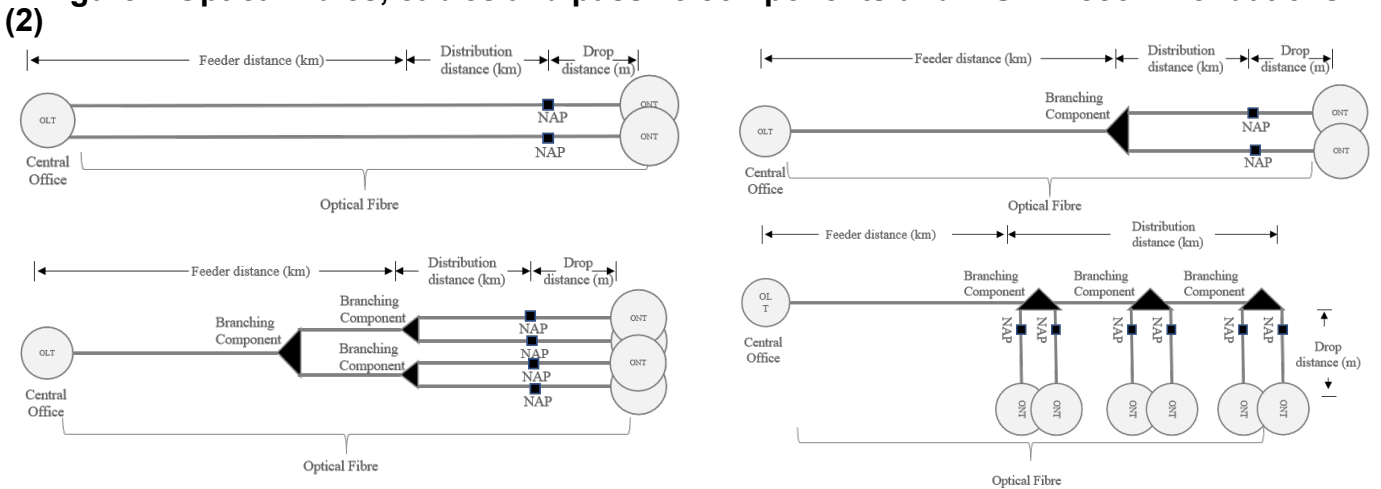 (2)
Feeder distance (km)
Distribution
distance (km)
Drop
distance (m)
OLT
ONT
NAP
ONT
NAP
Central
Office
Optical Fibre
Feeder distance (km)
Distribution
distance (km)
Drop
distance (m)
Branching
Component
OLT
ONT
NAP
ONT
NAP
Central
Office
Optical Fibre
Feeder distance (km)
Distribution
distance (km)
Drop
distance (m)
Branching
Component
Branching
Component
ONT
NAP
Branching
Component
OLT
NAP
ONT
NAP
NAP
Central
Office
Optical Fibre
Feeder distance (km)
Distribution
distance (km)
Branching
Component
Branching
Component
Branching
Component
OL
T
NAP
NAP
NAP
NAP
NAP
NAP
Central
Office
Drop
distance (m)
ONT
ONT
ONT
ONT
ONT
ONT
Optical Fibre